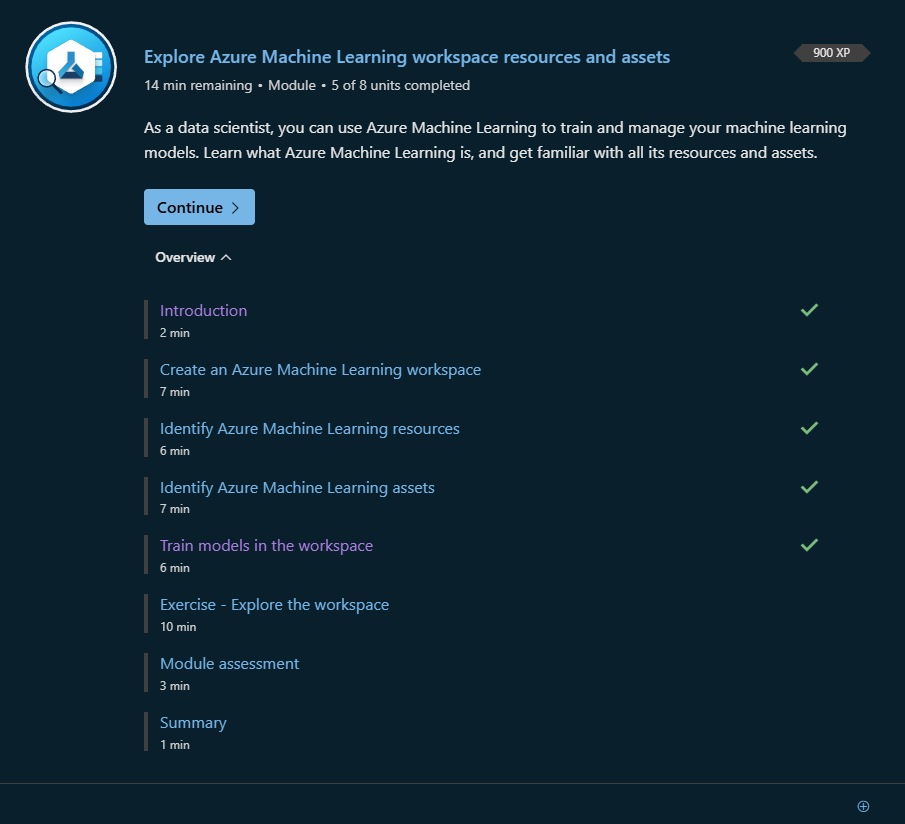 Explore Azure Machine Learning workspace resources and assets
900 XP
14 min remaining • Module • 5 of 8 units completed
As a data scientist, you can use Azure Machine Learning to train and manage your machine learning
models. Learn what Azure Machine Learning is, and get familiar with all its resources and assets.
Continue
Overview
Introduction
2 min
Create an Azure Machine Learning workspace
7 min
Identify Azure Machine Learning resources
6 min
Identify Azure Machine Learning assets
7 min
Train models in the workspace
6 min
Exercise - Explore the workspace
10 min
Module assessment
3 min
Summary
1 min